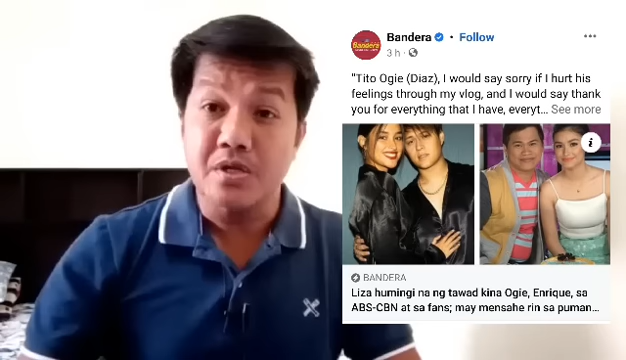 Bandera
Bandera • Follow
3 h •
"Tito Ogie (Diaz), I would say sorry if I hurt his
feelings through my vlog, and I would say thank
you for everything that I have, everyt... See more
i
BANDERA
Liza humingi na ng tawad kina Ogie, Enrique, sa
ABS-CBN at sa fans; may mensahe rin sa puman...